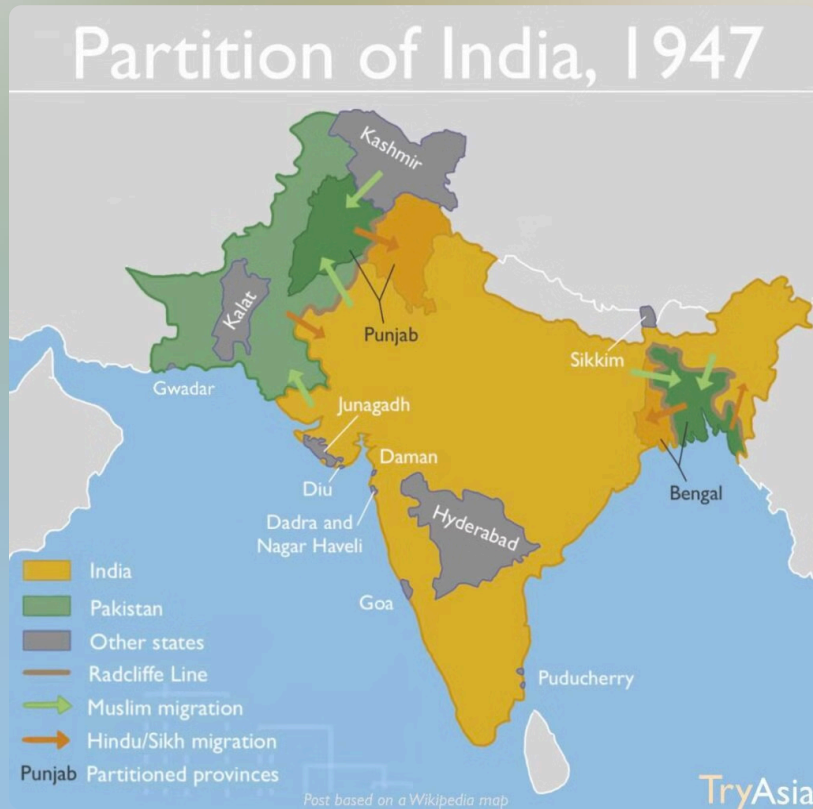 Partition of India, 1947
Kashmir
Kalat
Punjab
Sikkim
Gwadar
Junagadh
Daman
Diu
Bengal
Dadra and
Nagar Haveli
Hyderabad
Goa
Puducherry
India
Pakistan
Other states
Radcliffe Line
Muslim migration
Hindu/Sikh migration
Punjab Partitioned provinces
Post based on a Wikipedia map
TryAsia